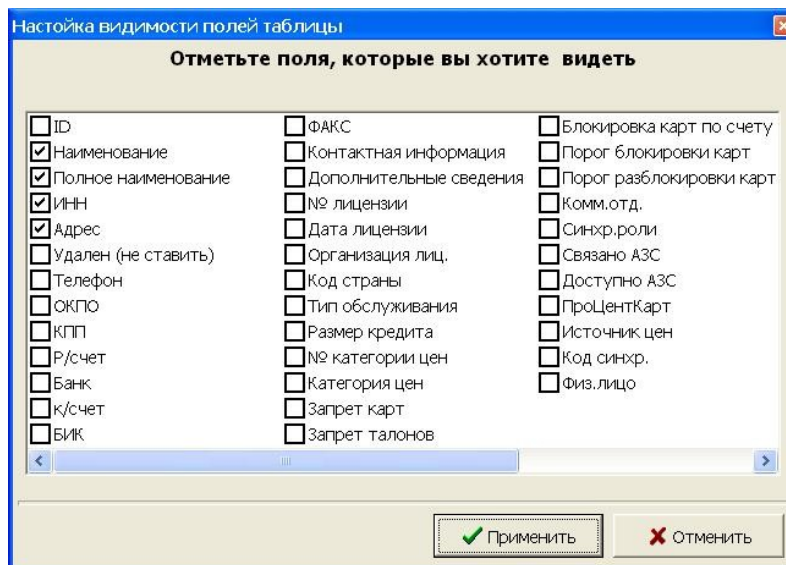 Настойка видимости полей таблицы
Отметьте поля, которые вы хотите видеть
ID
Наименование
Полное наименование
ИНН
Адрес
Удален (не ставить)
Телефон
ОКПО
КПП
Р/счет
Банк
к/счет
БИК
ФАКС
Контактная информация
Дополнительные сведения
№ лицензии
Дата лицензии
Организация лиц.
Код страны
Тип обслуживания
Размер кредита
№ категории цен
Категория цен
Запрет карт
Запрет талонов
Блокировка карт по счету
Порог блокировки карт
Порог разблокировки карт
Комм.отд.
Синхр.роли
Связано АЗС
Доступно АЗС
ПроЦентКарт
Источник цен
Код синхр.
Физ.лицо
Применить
Отменить